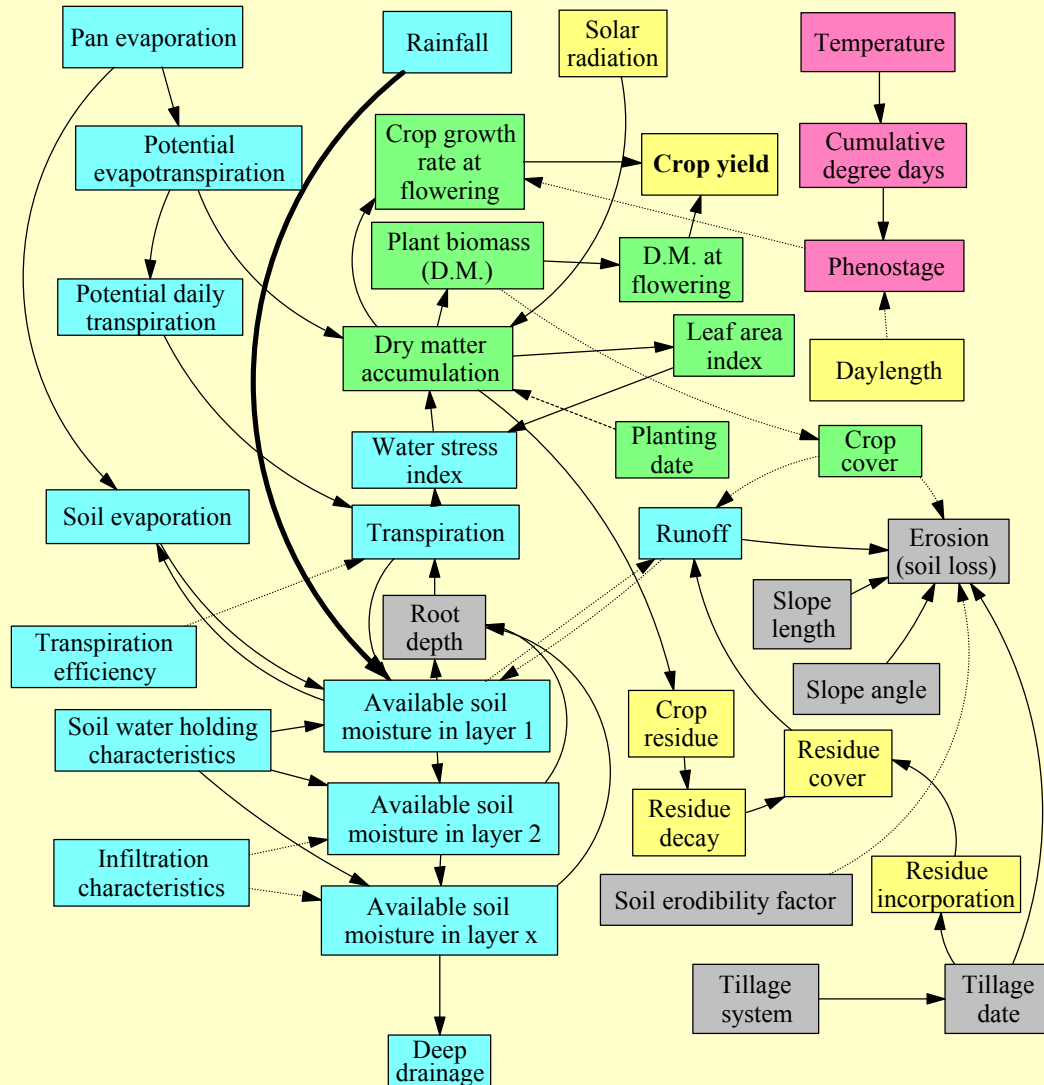 Pan evaporation
Rainfall
Solar
radiation
Temperature
Potential
evapotranspiration
Crop growth
rate at
flowering
Crop yield
Cumulative
degree days
Plant biomass
(D.M.)
D.M. at
flowering
Phenostage
Potential daily
transpiration
Dry matter
accumulation
Leaf area
index
Daylength
Water stress
index
Planting
date
Crop
cover
Soil evaporation
Transpiration
Runoff
Erosion
(soil loss)
Root
depth
Slope
length
Transpiration
efficiency
Slope angle
Soil water holding
characteristics
Available soil
moisture in layer 1
Crop
residue
Residue
cover
Available soil
moisture in layer 2
Residue
decay
Infiltration
characteristics
Available soil
moisture in layer x
Soil erodibility factor
Residue
incorporation
Tillage
system
Tillage
date
Deep
drainage